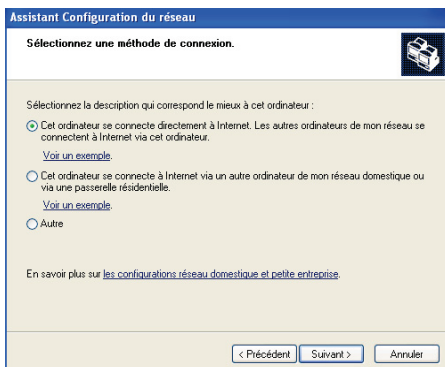 Assistant Configuration du réseau
Sélectionnez une méthode de connexion.
Sélectionnez la description qui correspond le mieux à cet ordinateur :
Cet ordinateur se connecte directement à Internet. Les autres ordinateurs de mon réseau se
connectent à Internet via cet ordinateur.
Voir un exemple.
Cet ordinateur se connecte à Internet via un autre ordinateur de mon réseau domestique ou
via une passerelle résidentielle.
Voir un exemple.
Autre
En savoir plus sur les configurations réseau domestique et petite entreprise.
< Précédent Suivant > Annuler